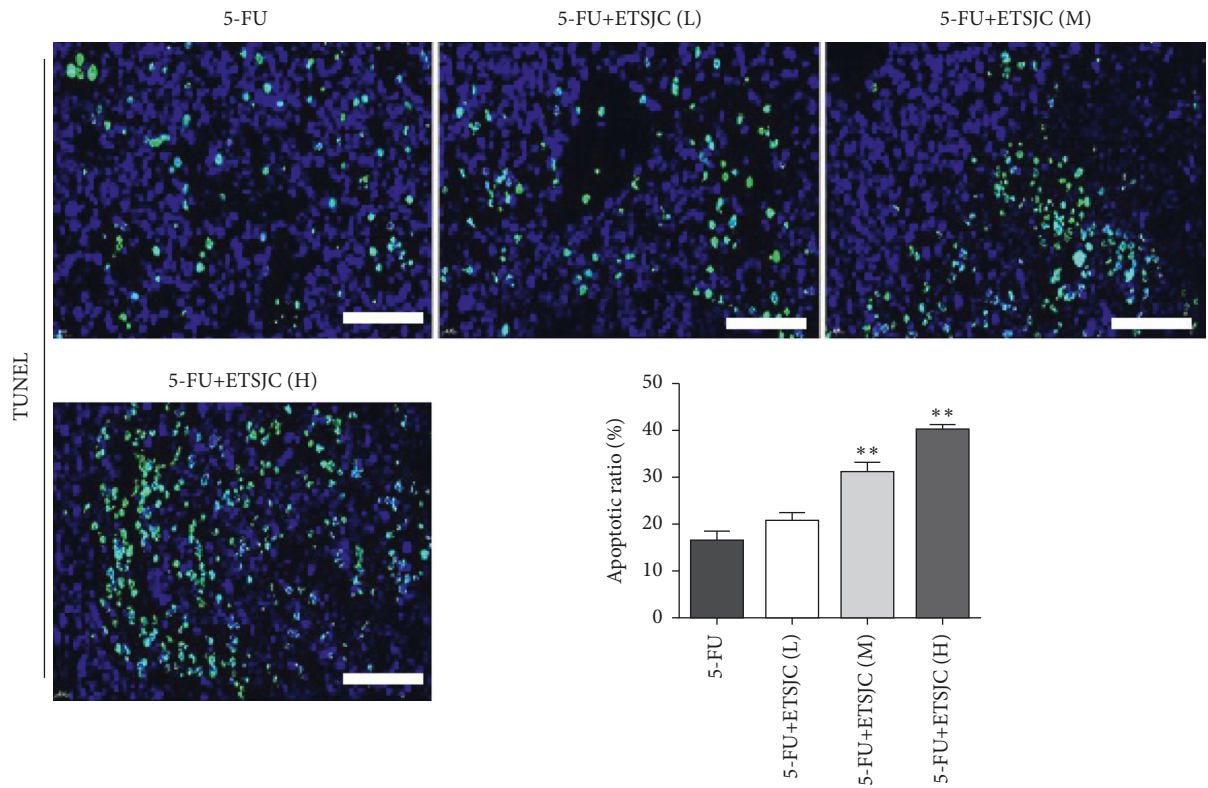 5-FU
5-FU+ETSJC (L)
5-FU+ETSJC (M)
TUNEL
5-FU+ETSJC (H)
Apoptotic ratio (%)
50
40
30
20
10
0
**
**
5-FU
5-FU+ETSJC (L)
5-FU+ETSJC (M)
5-FU+ETSJC (H)